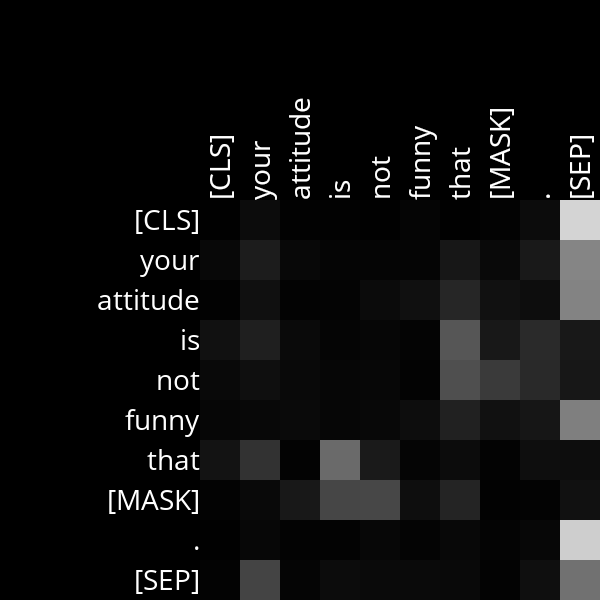 [CLS] your attitude is not funny that [MASK] . [SEP]
[CLS]
your
attitude
is
not
funny
that
[MASK]
.
[SEP]